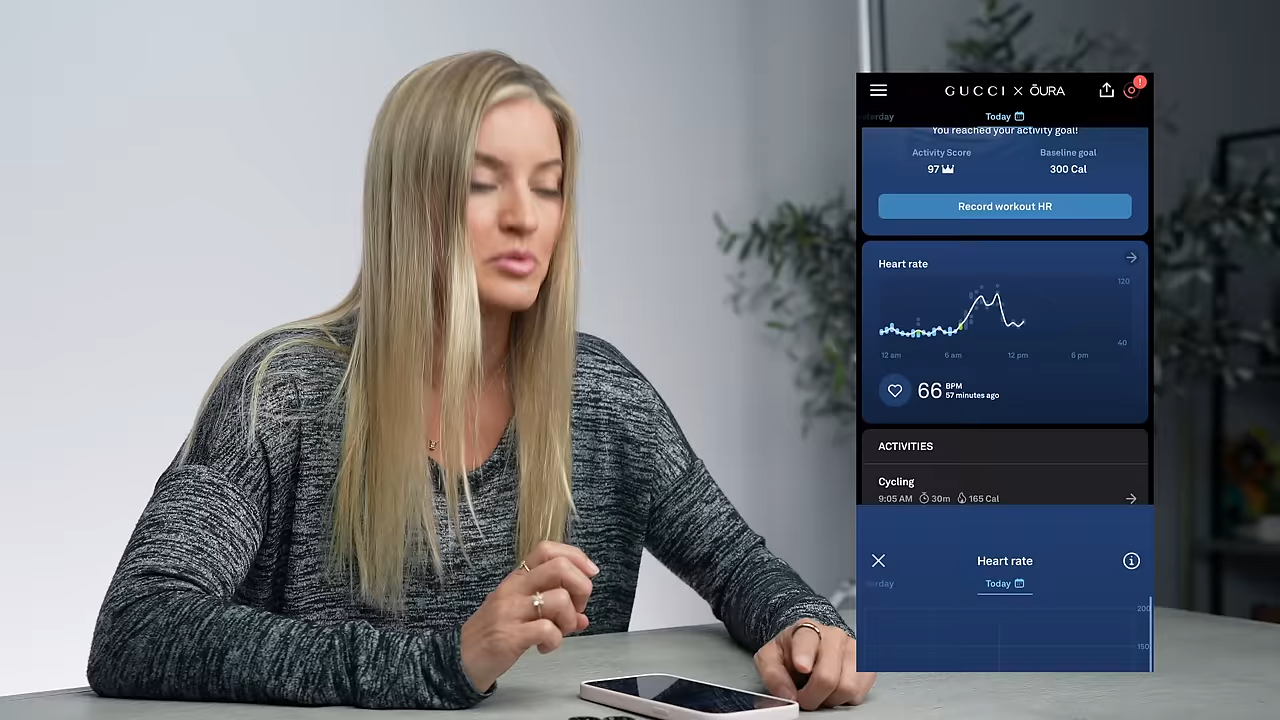 GUCCI X ŌURA
!
terday
Today
You reached your activity goal!
Activity Score
Baseline goal
97
300 Cal
Record workout HR
Heart rate
120
40
12 am
6 am
12 pm
6 pm
66 BPM
57 minutes ago
ACTIVITIES
Cycling
9:05 AM 30m 165 Cal
Heart rate
i
rday
Today
200
150